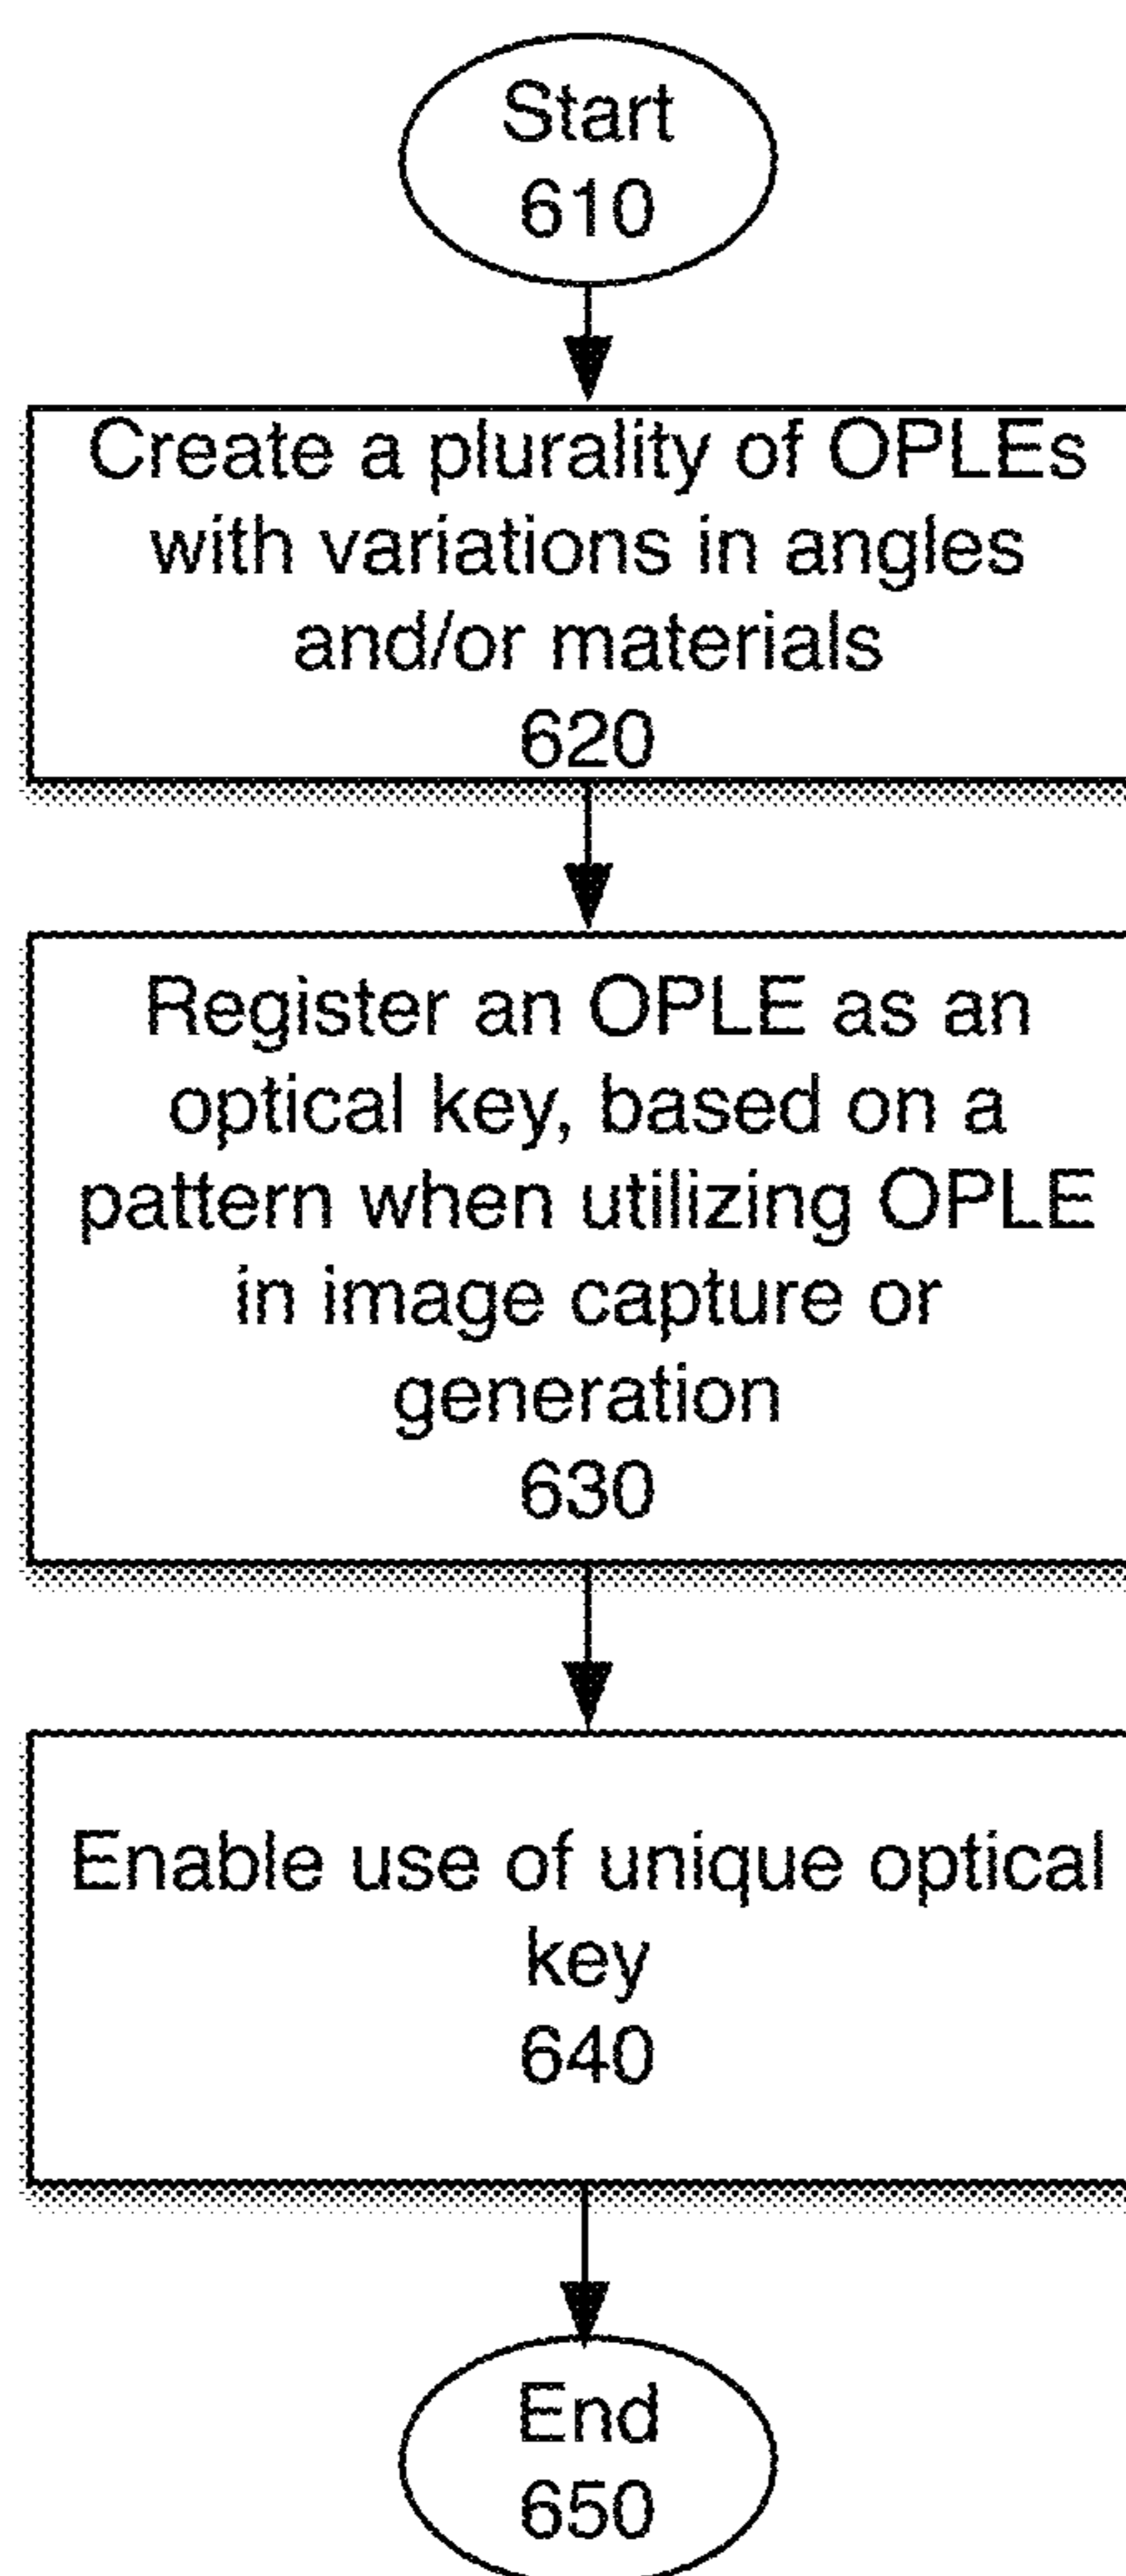 Start
610
Create a plurality of OPLEs
with variations in angles
and/or materials
620
Register an OPLE as an
optical key, based on a
pattern when utilizing OPLE
in image capture or
generation
630
Enable use of unique optical
key
640
End
650